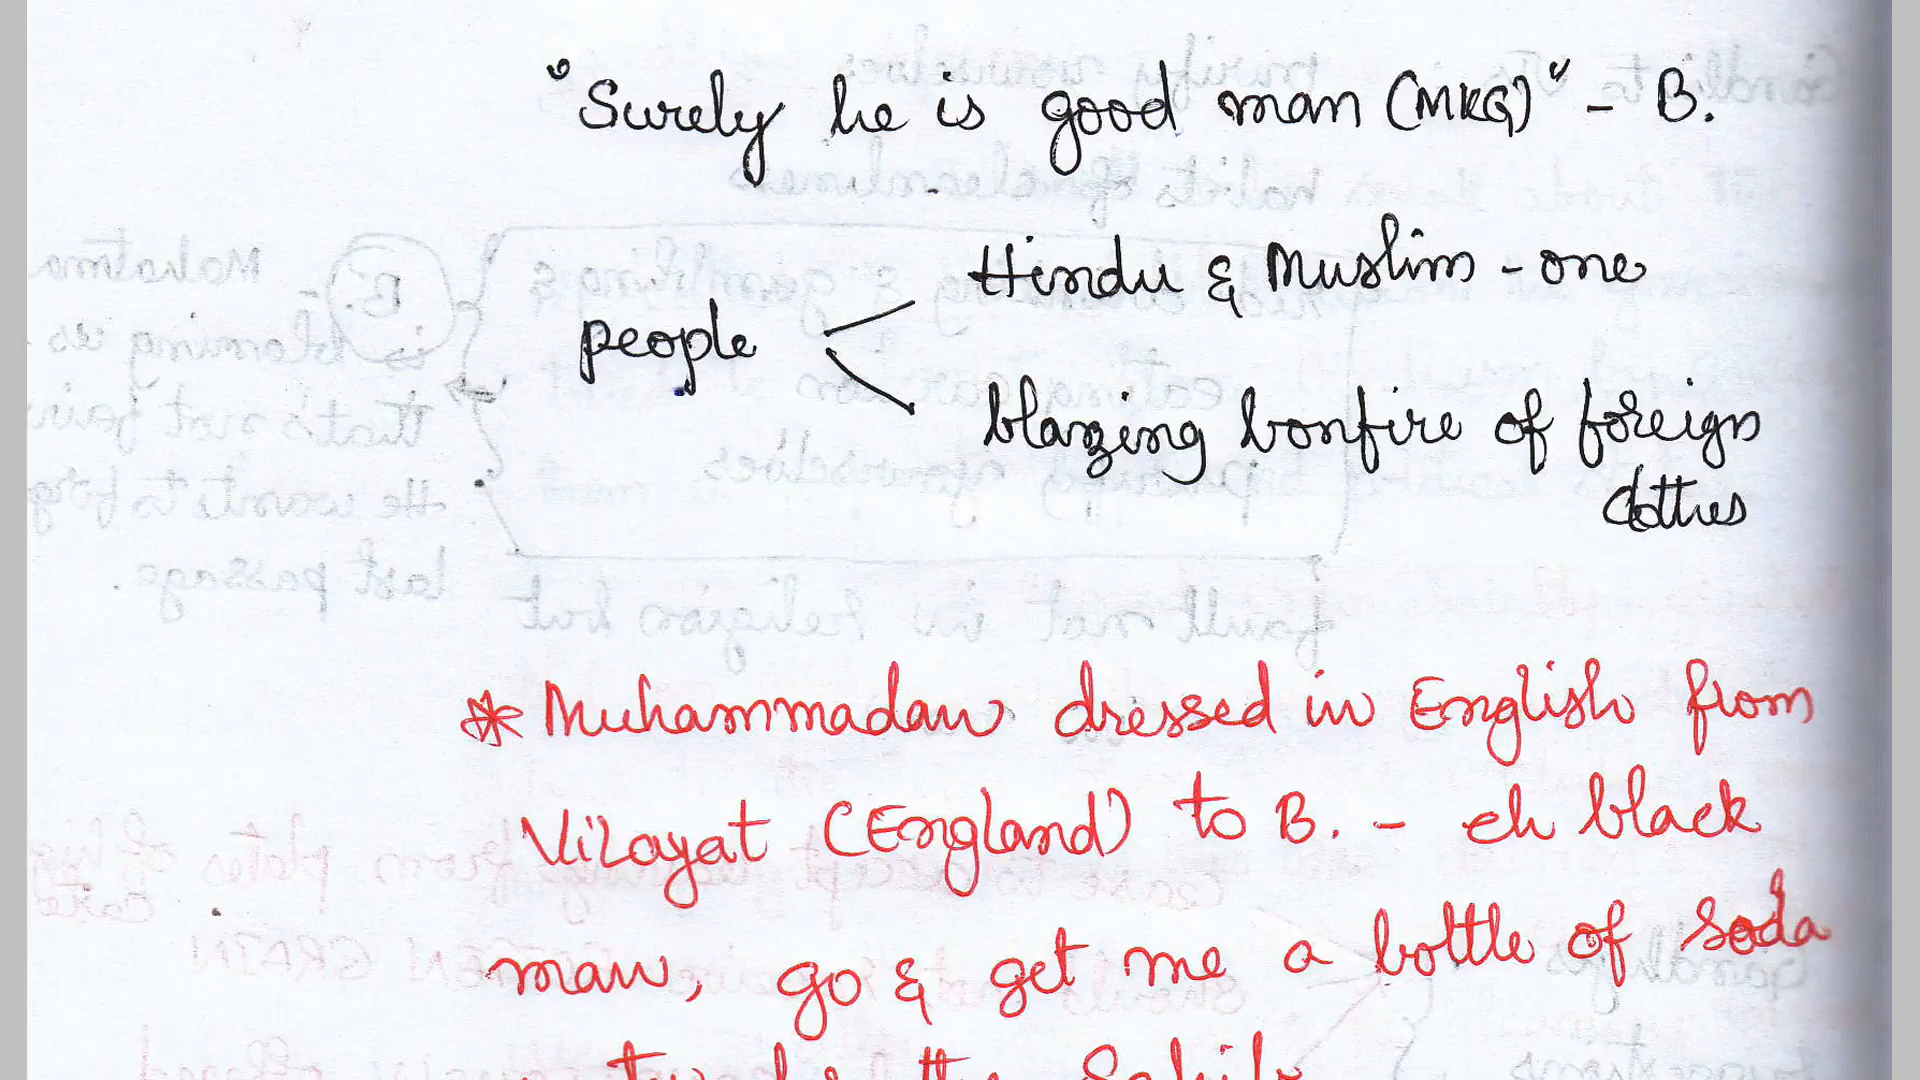 "Surely he is good man (MKG)" - B.
people
Hindu & Muslim - one
blazing bonfire of foreign
clothes
* Muhammadan dressed in English from
Vilayat (England) to B. - eh black
man, go & get me a bottle of soda
Sahib